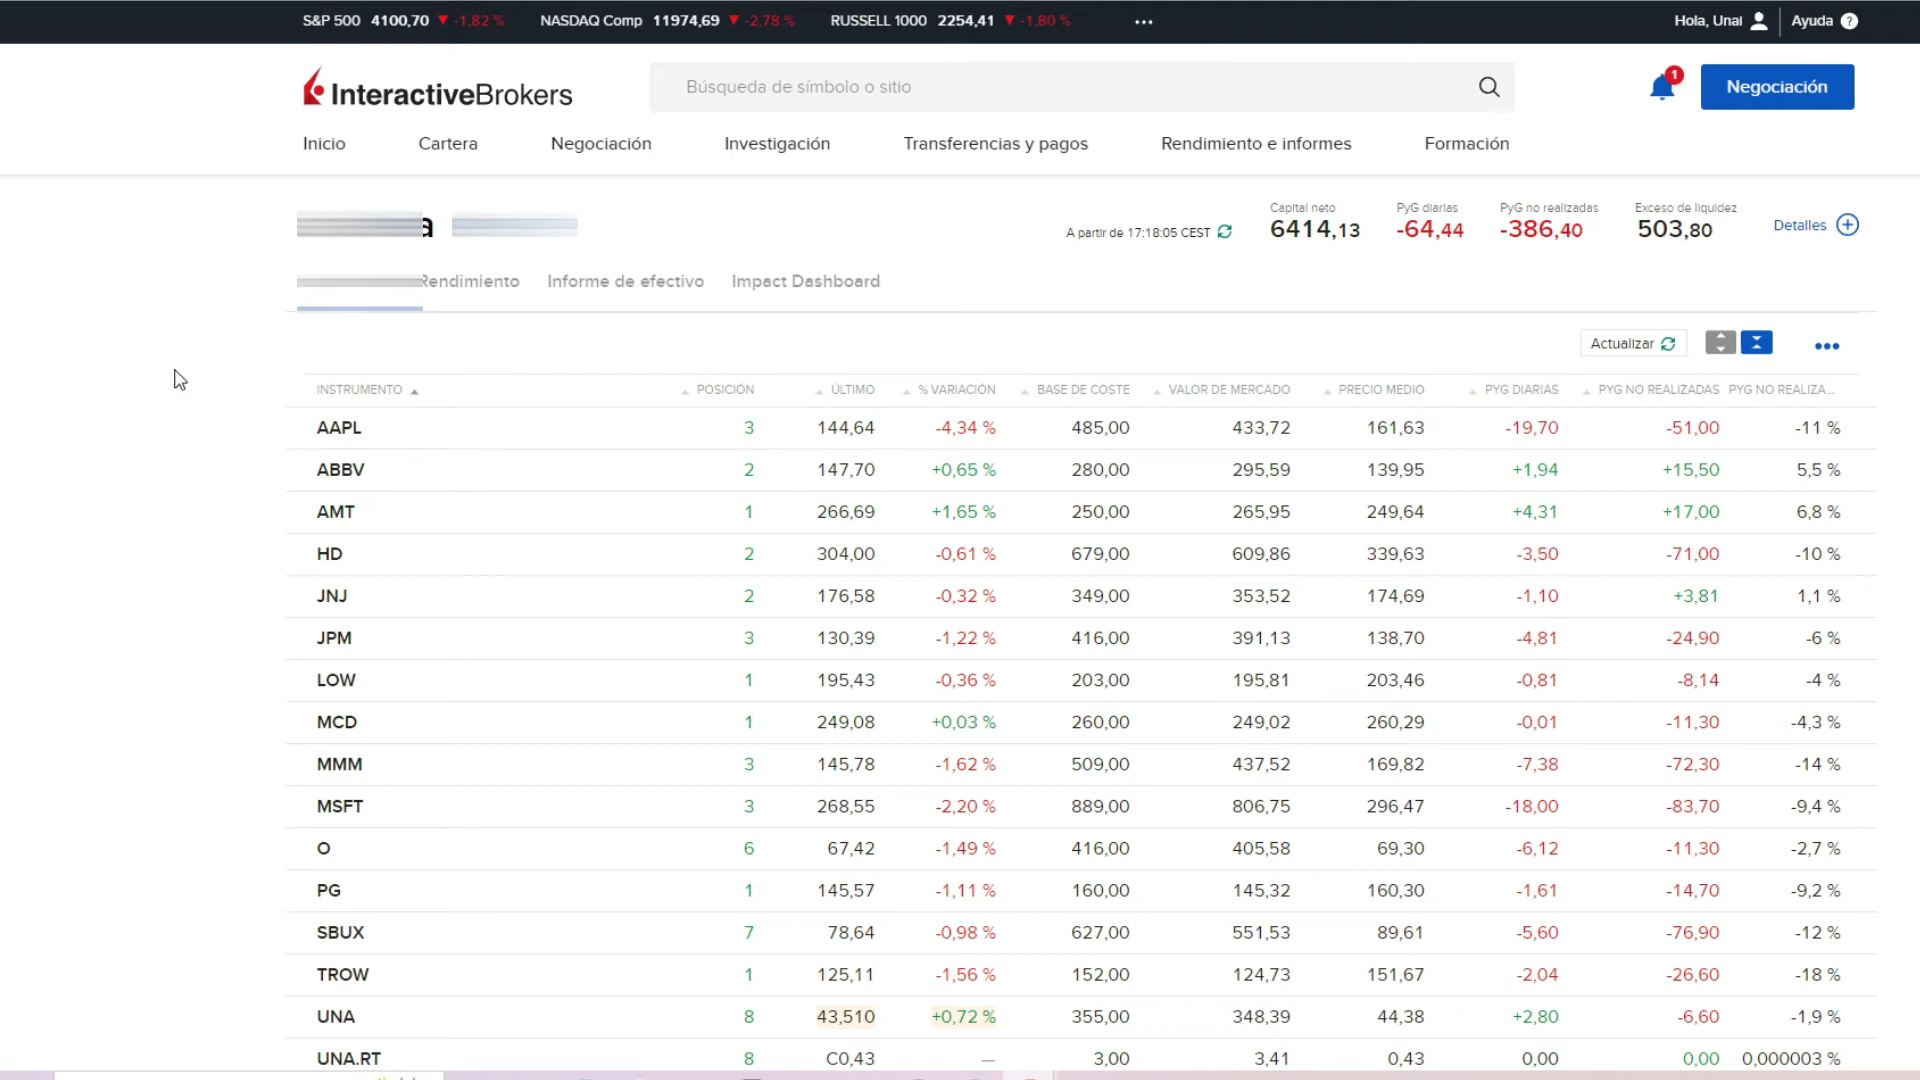 S&P 500 4100,70 ▼ -1,82 % NASDAQ Comp 11974,69 ▼ -2,78 % RUSSELL 1000 2254,41 ▼ -1,80 % ••• Hola, Unai Ayuda ?
InteractiveBrokers Búsqueda de símbolo o sitio 1 Negociación
Inicio Cartera Negociación Investigación Transferencias y pagos Rendimiento e informes Formación
Capital neto PyG diarias PyG no realizadas Exceso de liquidez
a A partir de 17:18:05 CEST 6414,13 -64,44 -386,40 503,80 Detalles
Rendimiento Informe de efectivo Impact Dashboard
Actualizar •••
INSTRUMENTO POSICIÓN ÚLTIMO % VARIACIÓN BASE DE COSTE VALOR DE MERCADO PRECIO MEDIO PYG DIARIAS PYG NO REALIZADAS PYG NO REALIZA...
AAPL 3 144,64 -4,34 % 485,00 433,72 161,63 -19,70 -51,00 -11 %
ABBV 2 147,70 +0,65 % 280,00 295,59 139,95 +1,94 +15,50 5,5 %
AMT 1 266,69 +1,65 % 250,00 265,95 249,64 +4,31 +17,00 6,8 %
HD 2 304,00 -0,61 % 679,00 609,86 339,63 -3,50 -71,00 -10 %
JNJ 2 176,58 -0,32 % 349,00 353,52 174,69 -1,10 +3,81 1,1 %
JPM 3 130,39 -1,22 % 416,00 391,13 138,70 -4,81 -24,90 -6 %
LOW 1 195,43 -0,36 % 203,00 195,81 203,46 -0,81 -8,14 -4 %
MCD 1 249,08 +0,03 % 260,00 249,02 260,29 -0,01 -11,30 -4,3 %
MMM 3 145,78 -1,62 % 509,00 437,52 169,82 -7,38 -72,30 -14 %
MSFT 3 268,55 -2,20 % 889,00 806,75 296,47 -18,00 -83,70 -9,4 %
O 6 67,42 -1,49 % 416,00 405,58 69,30 -6,12 -11,30 -2,7 %
PG 1 145,57 -1,11 % 160,00 145,32 160,30 -1,61 -14,70 -9,2 %
SBUX 7 78,64 -0,98 % 627,00 551,53 89,61 -5,60 -76,90 -12 %
TROW 1 125,11 -1,56 % 152,00 124,73 151,67 -2,04 -26,60 -18 %
UNA 8 43,510 +0,72 % 355,00 348,39 44,38 +2,80 -6,60 -1,9 %
UNA.RT 8 C0,43 — 3,00 3,41 0,43 0,00 0,00 0,000003 %